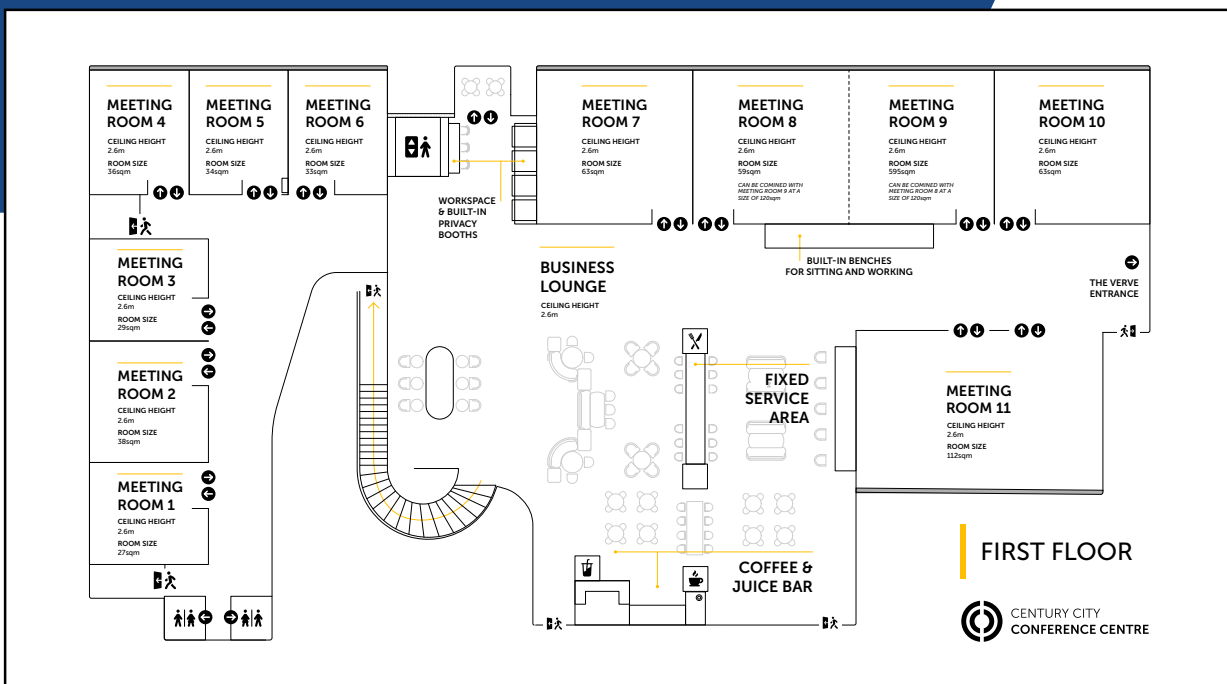 MEETING
ROOM 4
CEILING HEIGHT
2.6m
ROOM SIZE
36sqm
MEETING
ROOM 5
CEILING HEIGHT
2.6m
ROOM SIZE
34sqm
MEETING
ROOM 6
CEILING HEIGHT
2.6m
ROOM SIZE
33sqm
MEETING
ROOM 7
CEILING HEIGHT
2.6m
ROOM SIZE
63sqm
MEETING
ROOM 8
CEILING HEIGHT
2.6m
ROOM SIZE
59sqm
CAN BE COMINED WITH
MEETING ROOM 9 AT A
SIZE OF 120sqm
MEETING
ROOM 9
CEILING HEIGHT
2.6m
ROOM SIZE
595sqm
CAN BE COMINED WITH
MEETING ROOM 8 AT A
SIZE OF 120sqm
MEETING
ROOM 10
CEILING HEIGHT
2.6m
ROOM SIZE
63sqm
WORKSPACE
& BUILT-IN
PRIVACY
BOOTHS
MEETING
ROOM 3
CEILING HEIGHT
2.6m
ROOM SIZE
29sqm
BUSINESS
LOUNGE
CEILING HEIGHT
2.6m
BUILT-IN BENCHES
FOR SITTING AND WORKING
THE VERVE
ENTRANCE
MEETING
ROOM 2
CEILING HEIGHT
2.6m
ROOM SIZE
38sqm
FIXED
SERVICE
AREA
MEETING
ROOM 11
CEILING HEIGHT
2.6m
ROOM SIZE
112sqm
MEETING
ROOM 1
CEILING HEIGHT
2.6m
ROOM SIZE
27sqm
COFFEE &
JUICE BAR
FIRST FLOOR
CENTURY CITY
CONFERENCE CENTRE